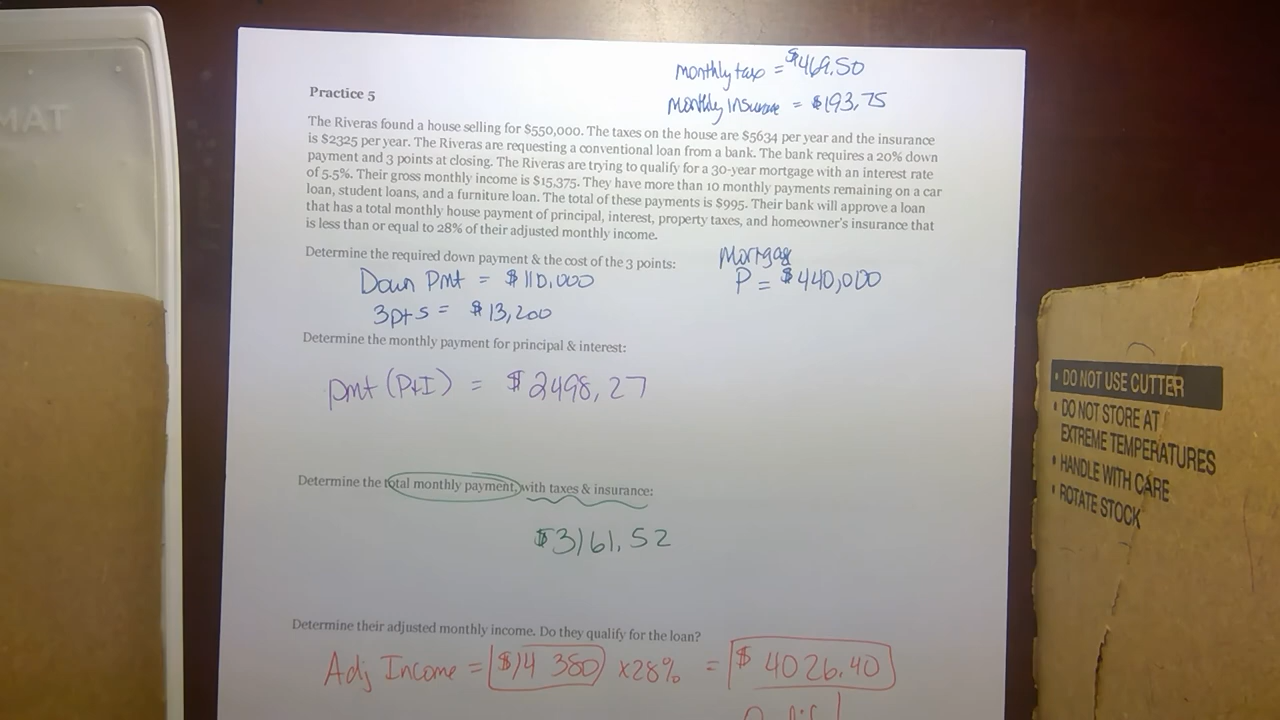 monthly tax = $469.50
monthly insurance = $193.75
Practice 5
The Riveras found a house selling for $550,000. The taxes on the house are $5634 per year and the insurance
is $2325 per year. The Riveras are requesting a conventional loan from a bank. The bank requires a 20% down
payment and 3 points at closing. The Riveras are trying to qualify for a 30-year mortgage with an interest rate
of 5.5%. Their gross monthly income is $15,375. They have more than 10 monthly payments remaining on a car
loan, student loans, and a furniture loan. The total of these payments is $995. Their bank will approve a loan
that has a total monthly house payment of principal, interest, property taxes, and homeowner's insurance that
is less than or equal to 28% of their adjusted monthly income.
Determine the required down payment & the cost of the 3 points:
Down Pmt = $110,000
3pts = $13,200
Mortgag
P = $440,000
Determine the monthly payment for principal & interest:
pmt (P+I) = $2498,27
Determine the total monthly payment, with taxes & insurance:
$3161.52
Determine their adjusted monthly income. Do they qualify for the loan?
Adj Income = $14 380 x28% = $4026.40
MAT
• DO NOT USE CUTTER
• DO NOT STORE AT
EXTREME TEMPERATURES
• HANDLE WITH CARE
• ROTATE STOCK